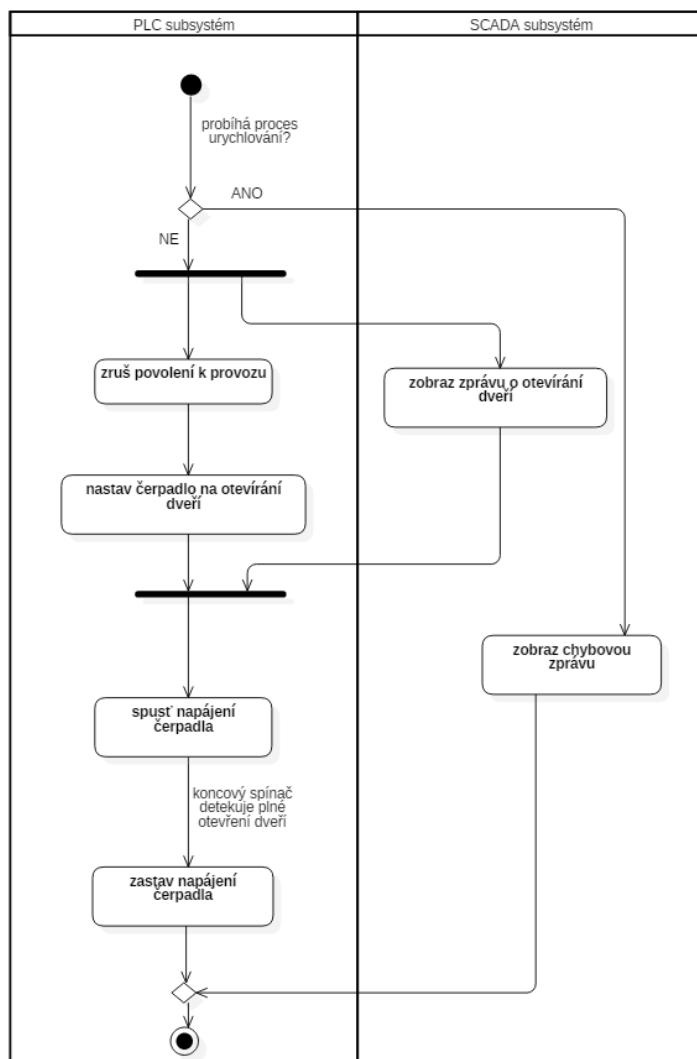 PLC subsystém
SCADA subsystém
probíhá proces
urychlování?
ANO
NE
zruš povolení k provozu
zobraz zprávu o otevírání
dveří
nastav čerpadlo na otevírání
dveří
zobraz chybovou
zprávu
spusť napájení
čerpadla
koncový spínač
detekuje plné
otevření dveří
zastav napájení
čerpadla